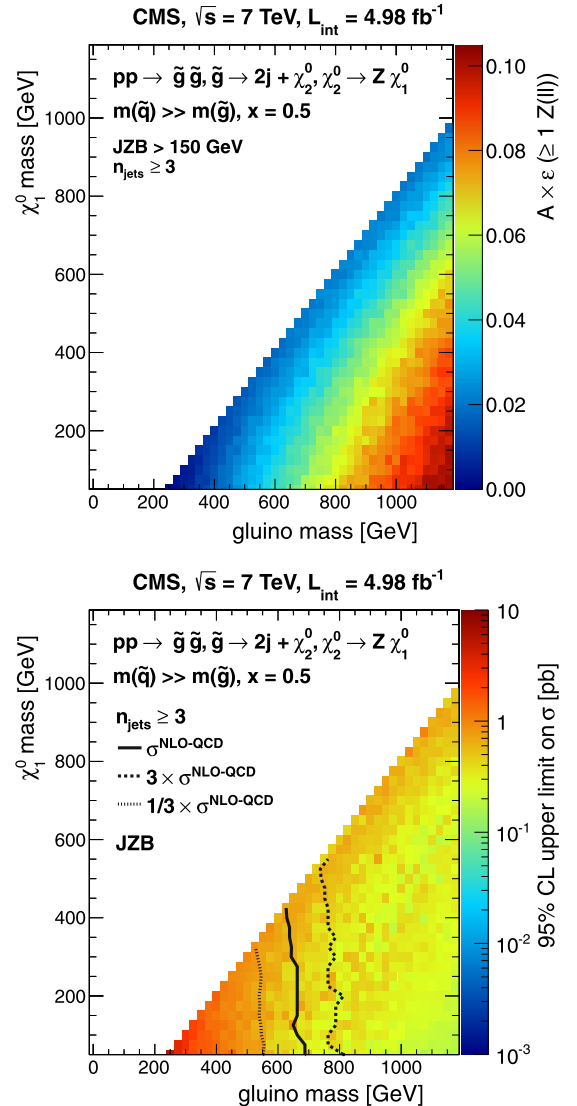 CMS, √s = 7 TeV, L_int = 4.98 fb⁻¹
pp → g̃ g̃, g̃ → 2j + χ₂⁰, χ₂⁰ → Z χ₁⁰
m(q̃) >> m(g̃), x = 0.5
JZB > 150 GeV
n_jets ≥ 3
χ₁⁰ mass [GeV]
1000
800
600
400
200
0 200 400 600 800 1000
gluino mass [GeV]
0.10
0.08
0.06
0.04
0.02
0.00
A × ε (≥ 1 Z(ll))
CMS, √s = 7 TeV, L_int = 4.98 fb⁻¹
pp → g̃ g̃, g̃ → 2j + χ₂⁰, χ₂⁰ → Z χ₁⁰
m(q̃) >> m(g̃), x = 0.5
n_jets ≥ 3
σ^NLO-QCD
3 × σ^NLO-QCD
1/3 × σ^NLO-QCD
JZB
χ₁⁰ mass [GeV]
1000
800
600
400
200
0 200 400 600 800 1000
gluino mass [GeV]
10
1
10⁻¹
10⁻²
10⁻³
95% CL upper limit on σ [pb]